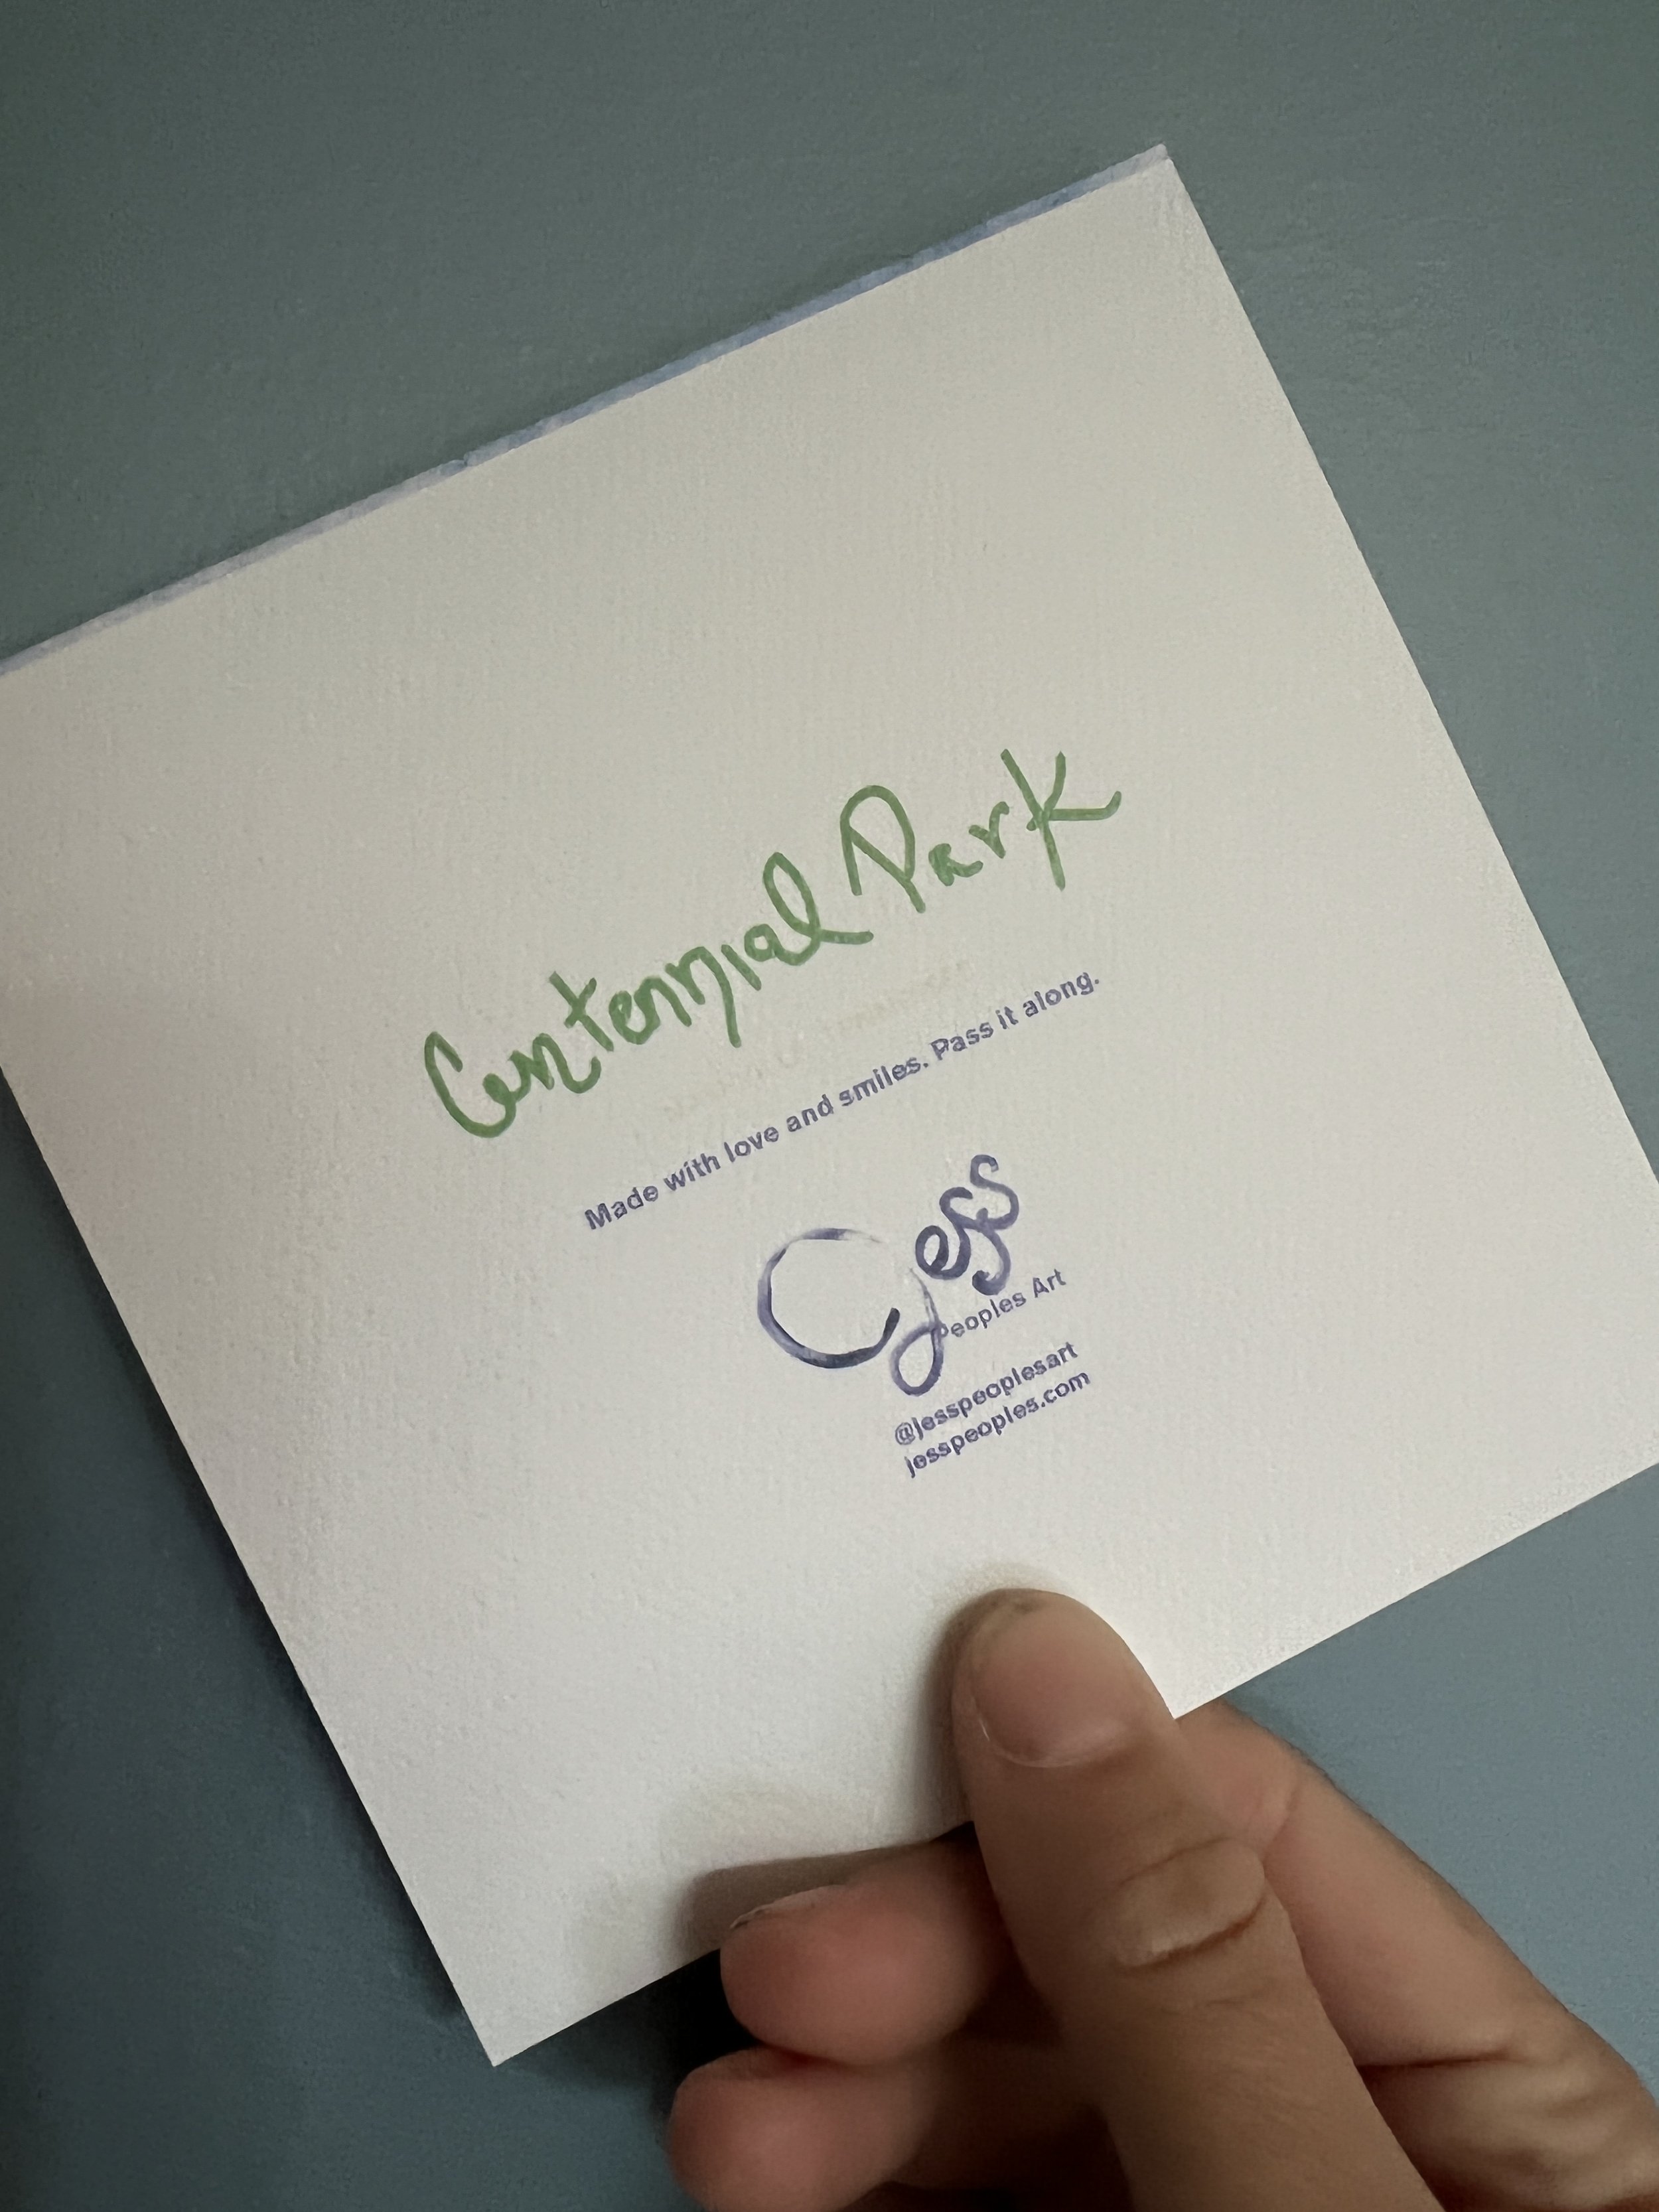 Centennial Park
Made with love and smiles. Pass it along.
Jess
Peoples Art
@jesspeoplesart
jesspeoples.com